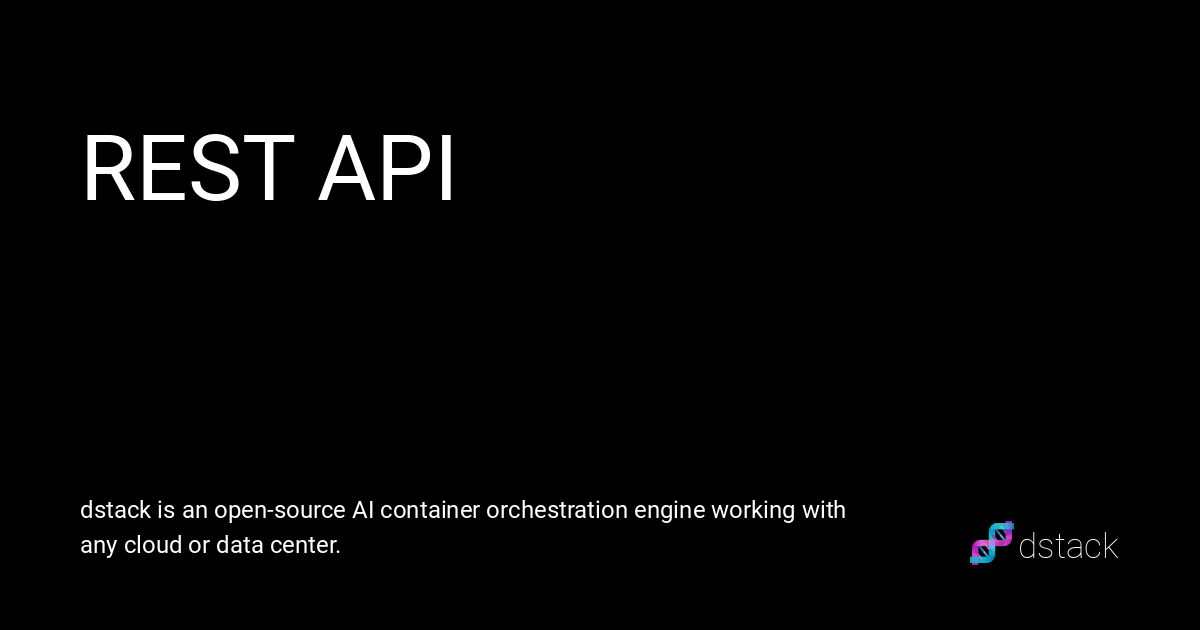 REST API
dstack is an open-source AI container orchestration engine working with
any cloud or data center.
dstack